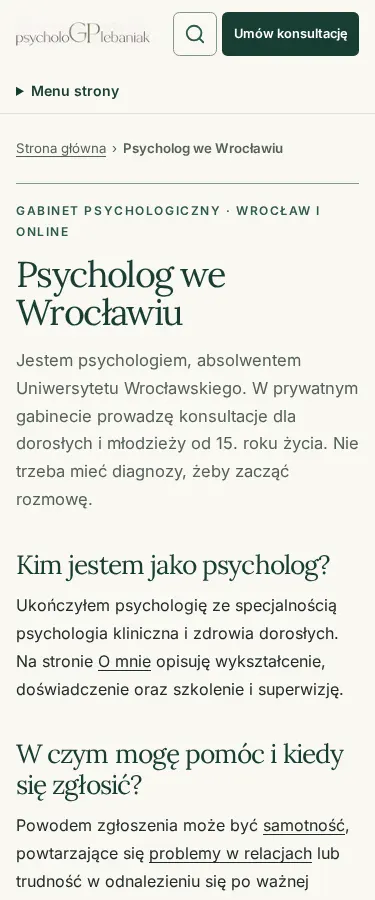 psycholoGPlebaniak
Umów konsultację
Menu strony
Strona główna › Psycholog we Wrocławiu
GABINET PSYCHOLOGICZNY · WROCŁAW I
ONLINE
Psycholog we
Wrocławiu
Jestem psychologiem, absolwentem
Uniwersytetu Wrocławskiego. W prywatnym
gabinecie prowadzę konsultacje dla
dorosłych i młodzieży od 15. roku życia. Nie
trzeba mieć diagnozy, żeby zacząć
rozmowę.
Kim jestem jako psycholog?
Ukończyłem psychologię ze specjalnością
psychologia kliniczna i zdrowia dorosłych.
Na stronie O mnie opisuję wykształcenie,
doświadczenie oraz szkolenie i superwizję.
W czym mogę pomóc i kiedy
się zgłosić?
Powodem zgłoszenia może być samotność,
powtarzające się problemy w relacjach lub
trudność w odnalezieniu się po ważnej